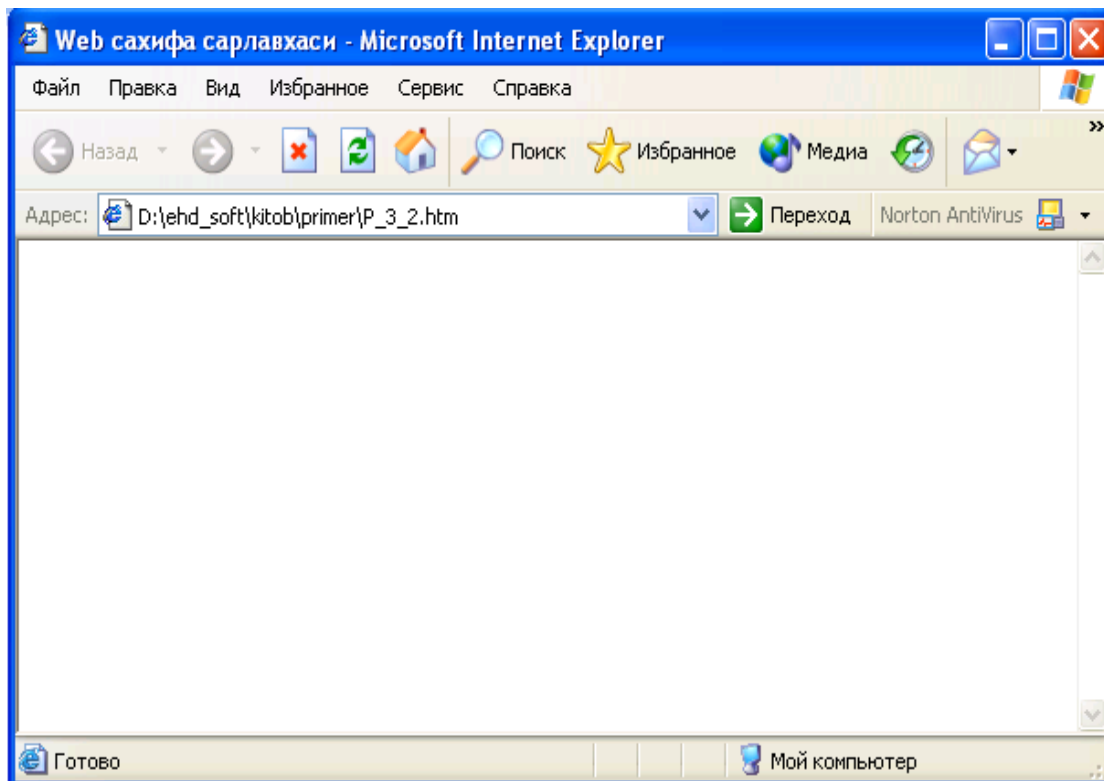 Web сахифа сарлавхаси - Microsoft Internet Explorer
Файл Правка Вид Избранное Сервис Справка
Назад Поиск Избранное Медиа »
Адрес: D:\ehd_soft\kitob\primer\P_3_2.htm Переход Norton AntiVirus
Готово Мой компьютер